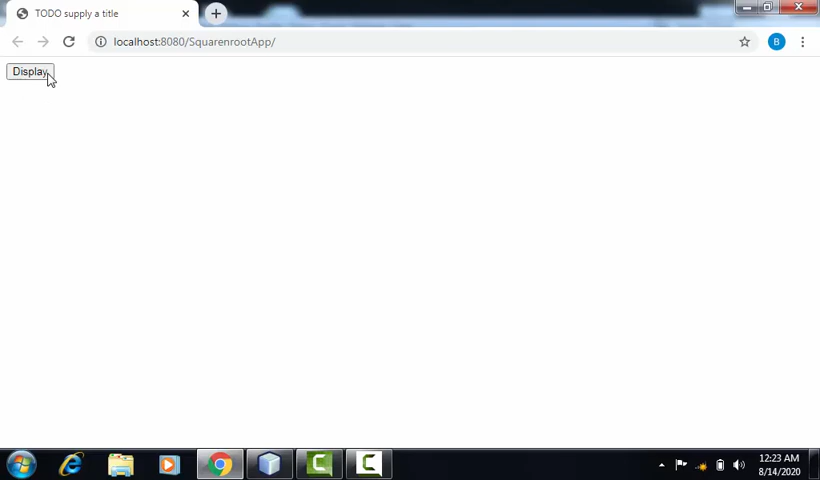 TODO supply a title
localhost:8080/SquarenrootApp/
B
Display
12:23 AM
8/14/2020